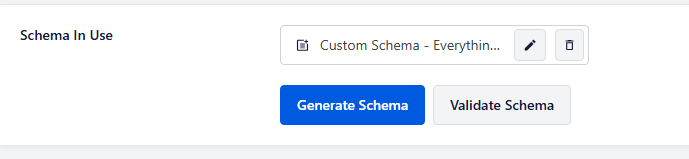 Schema In Use
Custom Schema - Everythin...
Generate Schema
Validate Schema